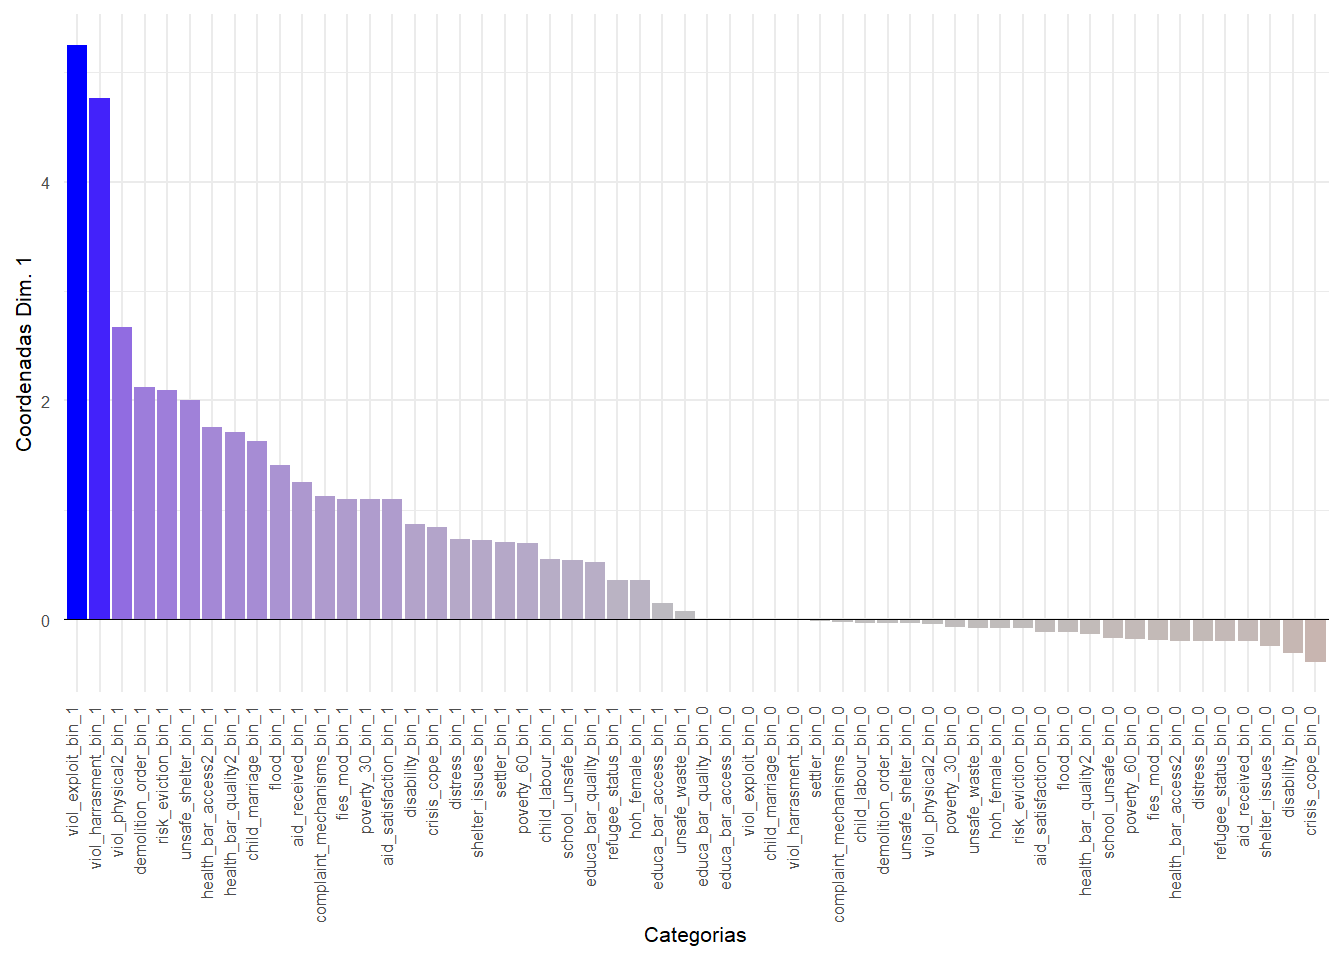 Coordenadas Dim. 1
4
2
0
viol_exploit_bin_1
viol_harrasment_bin_1
viol_physical2_bin_1
demolition_order_bin_1
risk_eviction_bin_1
unsafe_shelter_bin_1
health_bar_access2_bin_1
health_bar_quality2_bin_1
child_marriage_bin_1
flood_bin_1
aid_received_bin_1
complaint_mechanisms_bin_1
fies_mod_bin_1
poverty_30_bin_1
aid_satisfaction_bin_1
disability_bin_1
crisis_cope_bin_1
distress_bin_1
shelter_issues_bin_1
settler_bin_1
poverty_60_bin_1
child_labour_bin_1
school_unsafe_bin_1
educa_bar_quality_bin_1
refugee_status_bin_1
hoh_female_bin_1
educa_bar_access_bin_1
unsafe_waste_bin_1
educa_bar_quality_bin_0
educa_bar_access_bin_0
viol_exploit_bin_0
child_marriage_bin_0
viol_harrasment_bin_0
settler_bin_0
complaint_mechanisms_bin_0
child_labour_bin_0
demolition_order_bin_0
unsafe_shelter_bin_0
viol_physical2_bin_0
poverty_30_bin_0
unsafe_waste_bin_0
hoh_female_bin_0
risk_eviction_bin_0
aid_satisfaction_bin_0
flood_bin_0
health_bar_quality2_bin_0
school_unsafe_bin_0
poverty_60_bin_0
fies_mod_bin_0
health_bar_access2_bin_0
distress_bin_0
refugee_status_bin_0
aid_received_bin_0
shelter_issues_bin_0
disability_bin_0
crisis_cope_bin_0
Categorias